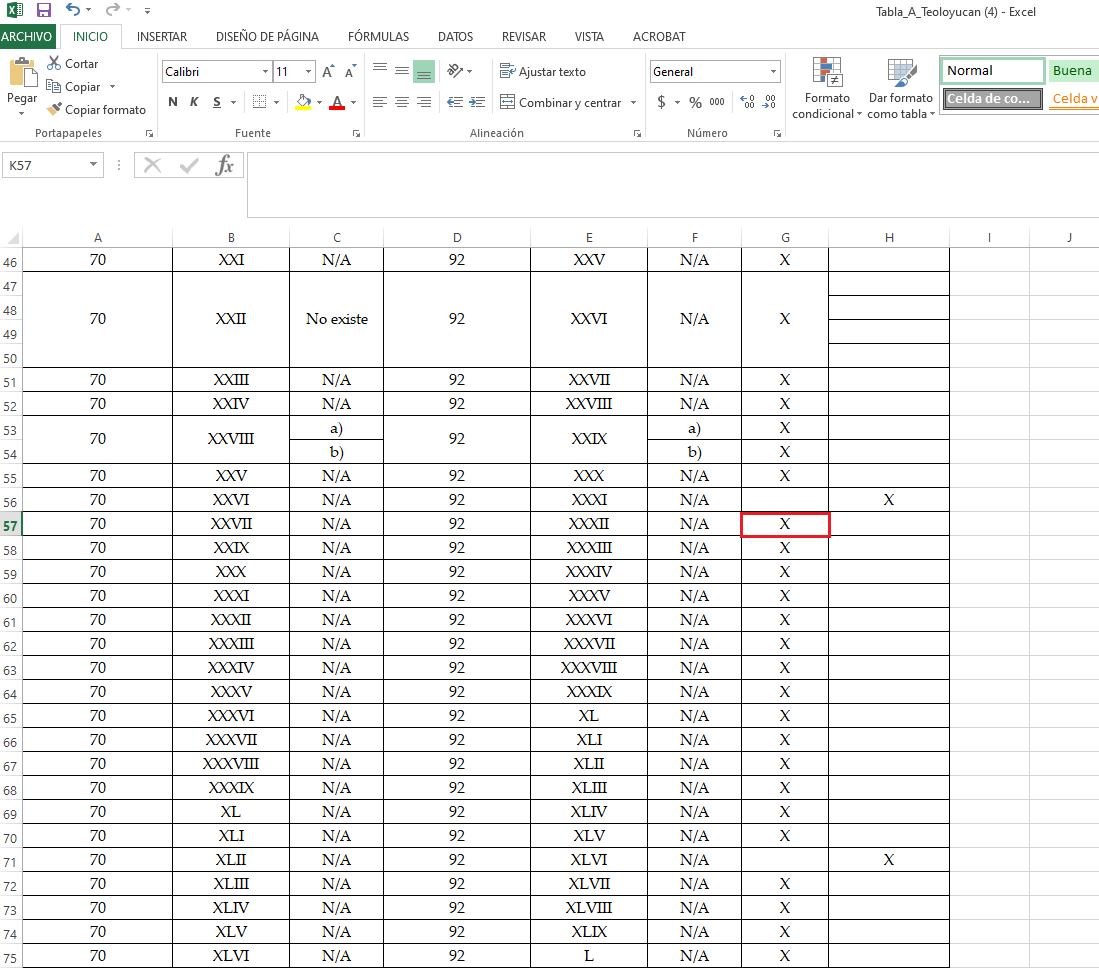 Tabla_A_Teoloyucan (4) - Excel
ARCHIVO INICIO INSERTAR DISEÑO DE PÁGINA FÓRMULAS DATOS REVISAR VISTA ACROBAT
Pegar
Cortar
Copiar
Copiar formato
Portapapeles
Calibri 11 A A
N K S A
Fuente
Ajustar texto
Combinar y centrar
Alineación
General
$ % 000
Número
Formato condicional
Dar formato como tabla
Normal Buena
Celda de co... Celda v
K57 fx
A B C D E F G H I J
46 70 XXI N/A 92 XXV N/A X
47
48 70 XXII No existe 92 XXVI N/A X
49
50
51 70 XXIII N/A 92 XXVII N/A X
52 70 XXIV N/A 92 XXVIII N/A X
53 70 XXVIII a) 92 XXIX a) X
54 b) b) X
55 70 XXV N/A 92 XXX N/A X
56 70 XXVI N/A 92 XXXI N/A X
57 70 XXVII N/A 92 XXXII N/A X
58 70 XXIX N/A 92 XXXIII N/A X
59 70 XXX N/A 92 XXXIV N/A X
60 70 XXXI N/A 92 XXXV N/A X
61 70 XXXII N/A 92 XXXVI N/A X
62 70 XXXIII N/A 92 XXXVII N/A X
63 70 XXXIV N/A 92 XXXVIII N/A X
64 70 XXXV N/A 92 XXXIX N/A X
65 70 XXXVI N/A 92 XL N/A X
66 70 XXXVII N/A 92 XLI N/A X
67 70 XXXVIII N/A 92 XLII N/A X
68 70 XXXIX N/A 92 XLIII N/A X
69 70 XL N/A 92 XLIV N/A X
70 70 XLI N/A 92 XLV N/A X
71 70 XLII N/A 92 XLVI N/A X
72 70 XLIII N/A 92 XLVII N/A X
73 70 XLIV N/A 92 XLVIII N/A X
74 70 XLV N/A 92 XLIX N/A X
75 70 XLVI N/A 92 L N/A X